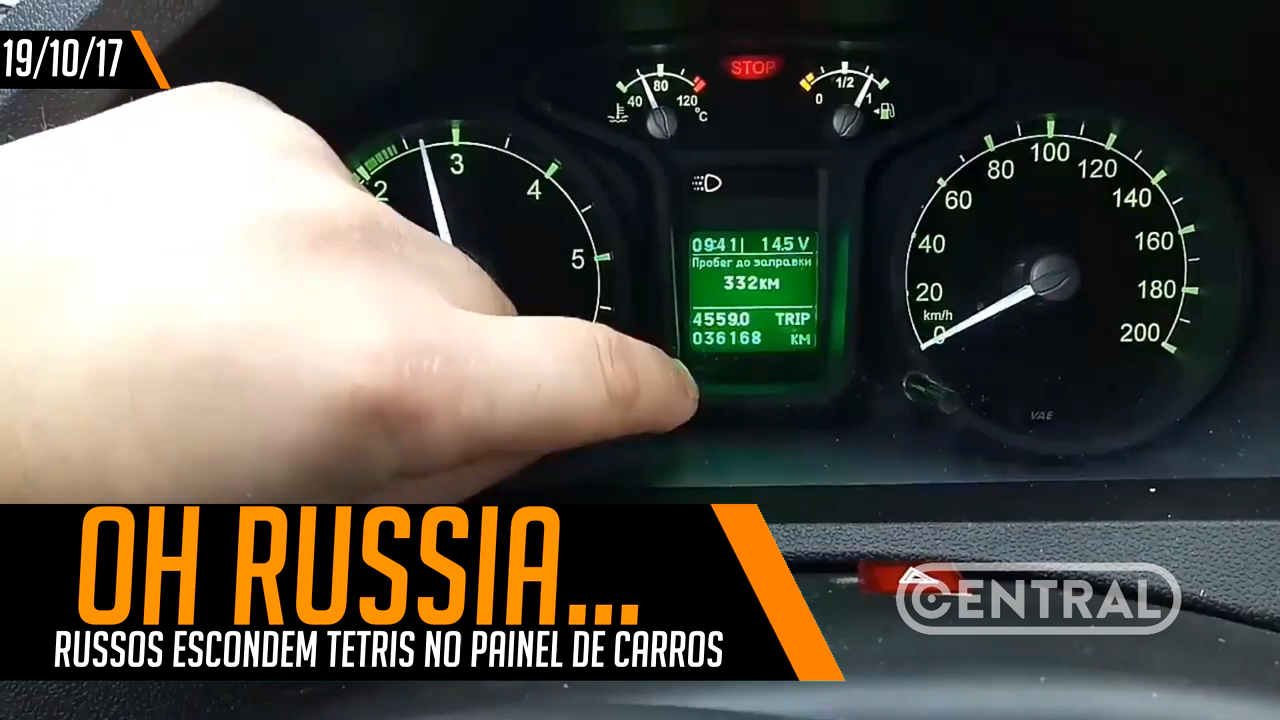 19/10/17
STOP
40 80 120 °C
0 1/2 1
2 3 4 5
09:41| 14.5 V
Пробег до заправки
332км
4559.0 TRIP
036168 КМ
0 20 40 60 80 100 120 140 160 180 200
km/h
VAE
OH RUSSIA...
RUSSOS ESCONDEM TETRIS NO PAINEL DE CARROS
CENTRAL